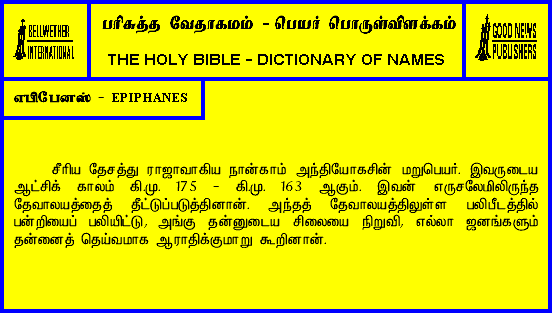 BELLWETHER
INTERNATIONAL
பரிசுத்த வேதாகமம் - பெயர் பொருள்விளக்கம்
THE HOLY BIBLE - DICTIONARY OF NAMES
GOOD NEWS
PUBLISHERS
எபிபேனஸ் - EPIPHANES
சீரிய தேசத்து ராஜாவாகிய நான்காம் அந்தியோகசின் மறுபெயர். இவருடைய
ஆட்சிக் காலம் கி.மு. 175 - கி.மு. 163 ஆகும். இவன் எருசலேமிலிருந்த
தேவாலயத்தைத் தீட்டுப்படுத்தினான். அந்தத் தேவாலயத்திலுள்ள பலிபீடத்தில்
பன்றியைப் பலியிட்டு, அங்கு தன்னுடைய சிலையை நிறுவி, எல்லா ஜனங்களும்
தன்னைத் தெய்வமாக ஆராதிக்குமாறு கூறினான்.